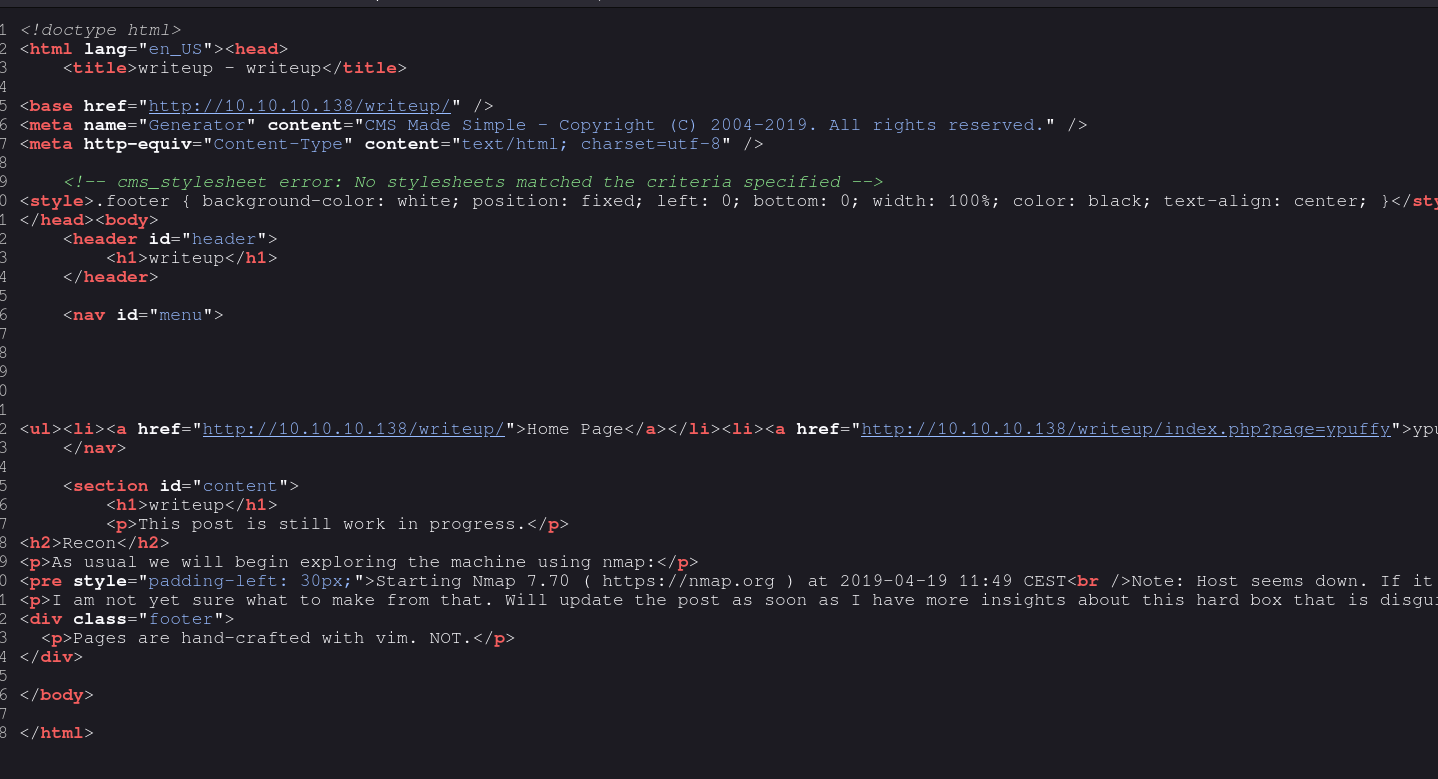 1 <!doctype html>
2 <html lang="en_US"><head>
3 <title>writeup - writeup</title>
4
5 <base href="http://10.10.10.138/writeup/" />
6 <meta name="Generator" content="CMS Made Simple - Copyright (C) 2004-2019. All rights reserved." />
7 <meta http-equiv="Content-Type" content="text/html; charset=utf-8" />
8
9 <!-- cms_stylesheet error: No stylesheets matched the criteria specified -->
0 <style>.footer { background-color: white; position: fixed; left: 0; bottom: 0; width: 100%; color: black; text-align: center; }</sty
1 </head><body>
2 <header id="header">
3 <h1>writeup</h1>
4 </header>
5
6 <nav id="menu">
7
8
9
0
1
2 <ul><li><a href="http://10.10.10.138/writeup/">Home Page</a></li><li><a href="http://10.10.10.138/writeup/index.php?page=ypuffy">ypu
3 </nav>
4
5 <section id="content">
6 <h1>writeup</h1>
7 <p>This post is still work in progress.</p>
8 <h2>Recon</h2>
9 <p>As usual we will begin exploring the machine using nmap:</p>
0 <pre style="padding-left: 30px;">Starting Nmap 7.70 ( https://nmap.org ) at 2019-04-19 11:49 CEST<br />Note: Host seems down. If it
1 <p>I am not yet sure what to make from that. Will update the post as soon as I have more insights about this hard box that is disgui
2 <div class="footer">
3 <p>Pages are hand-crafted with vim. NOT.</p>
4 </div>
5
6 </body>
7
8 </html>